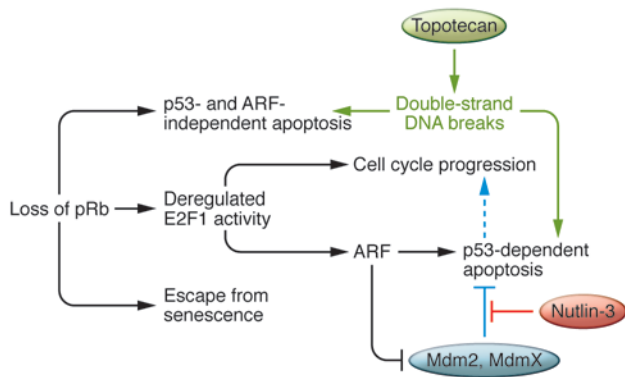 Topotecan
p53- and ARF-
independent apoptosis
Double-strand
DNA breaks
Cell cycle progression
Loss of pRb
Deregulated
E2F1 activity
ARF
p53-dependent
apoptosis
Escape from
senescence
Nutlin-3
Mdm2, MdmX